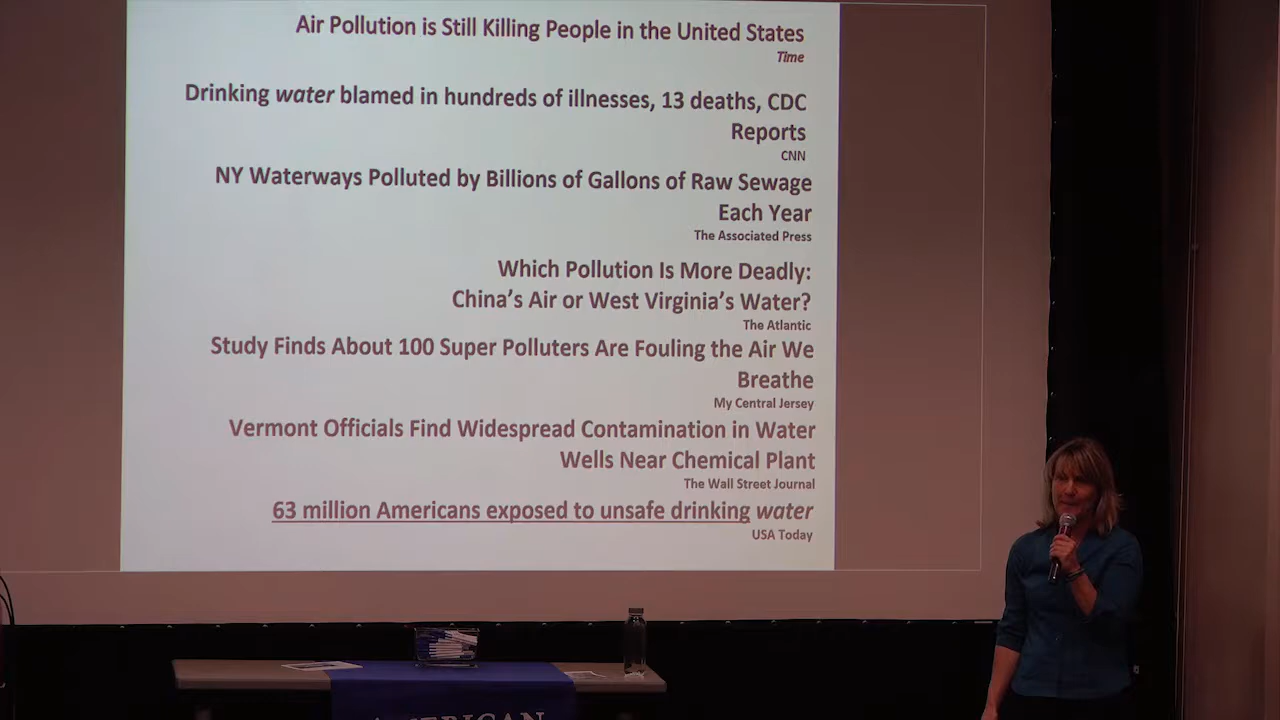 Air Pollution is Still Killing People in the United States
Time
Drinking water blamed in hundreds of illnesses, 13 deaths, CDC
Reports
CNN
NY Waterways Polluted by Billions of Gallons of Raw Sewage
Each Year
The Associated Press
Which Pollution Is More Deadly:
China's Air or West Virginia's Water?
The Atlantic
Study Finds About 100 Super Polluters Are Fouling the Air We
Breathe
My Central Jersey
Vermont Officials Find Widespread Contamination in Water
Wells Near Chemical Plant
The Wall Street Journal
63 million Americans exposed to unsafe drinking water
USA Today
AMERICAN